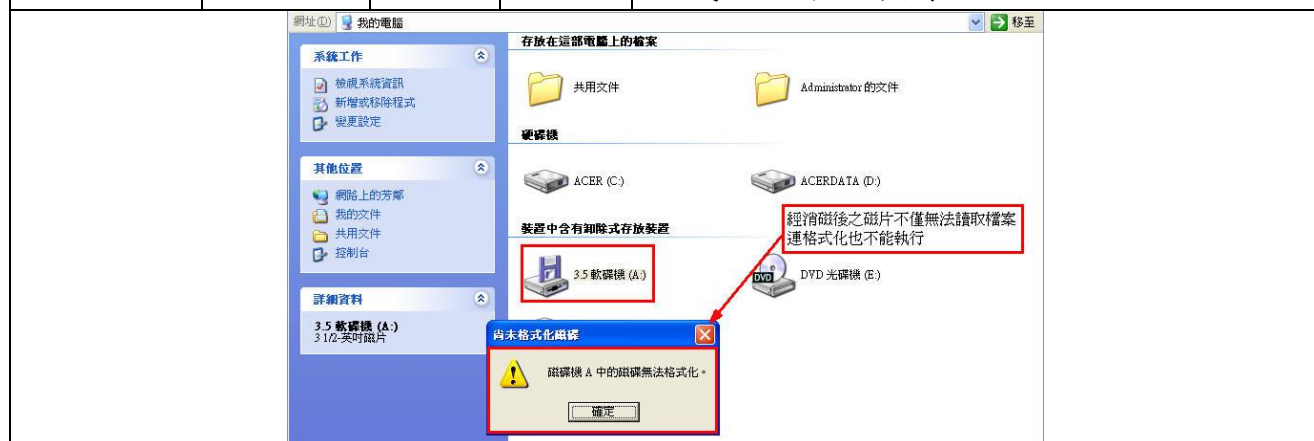 網址(D) 我的電腦 移至
系統工作
檢視系統資訊
新增或移除程式
變更設定
其他位置
網路上的芳鄰
我的文件
共用文件
控制台
詳細資料
3.5 軟碟機 (A:)
3 1/2-英吋磁片
存放在這部電腦上的檔案
共用文件
Administrator 的文件
硬碟機
ACER (C:)
ACERDATA (D:)
裝置中含有卸除式存放裝置
3.5 軟碟機 (A:)
DVD 光碟機 (E:)
DVD
經消磁後之磁片不僅無法讀取檔案
連格式化也不能執行
尚未格式化磁碟
磁碟機 A 中的磁碟無法格式化。
確定